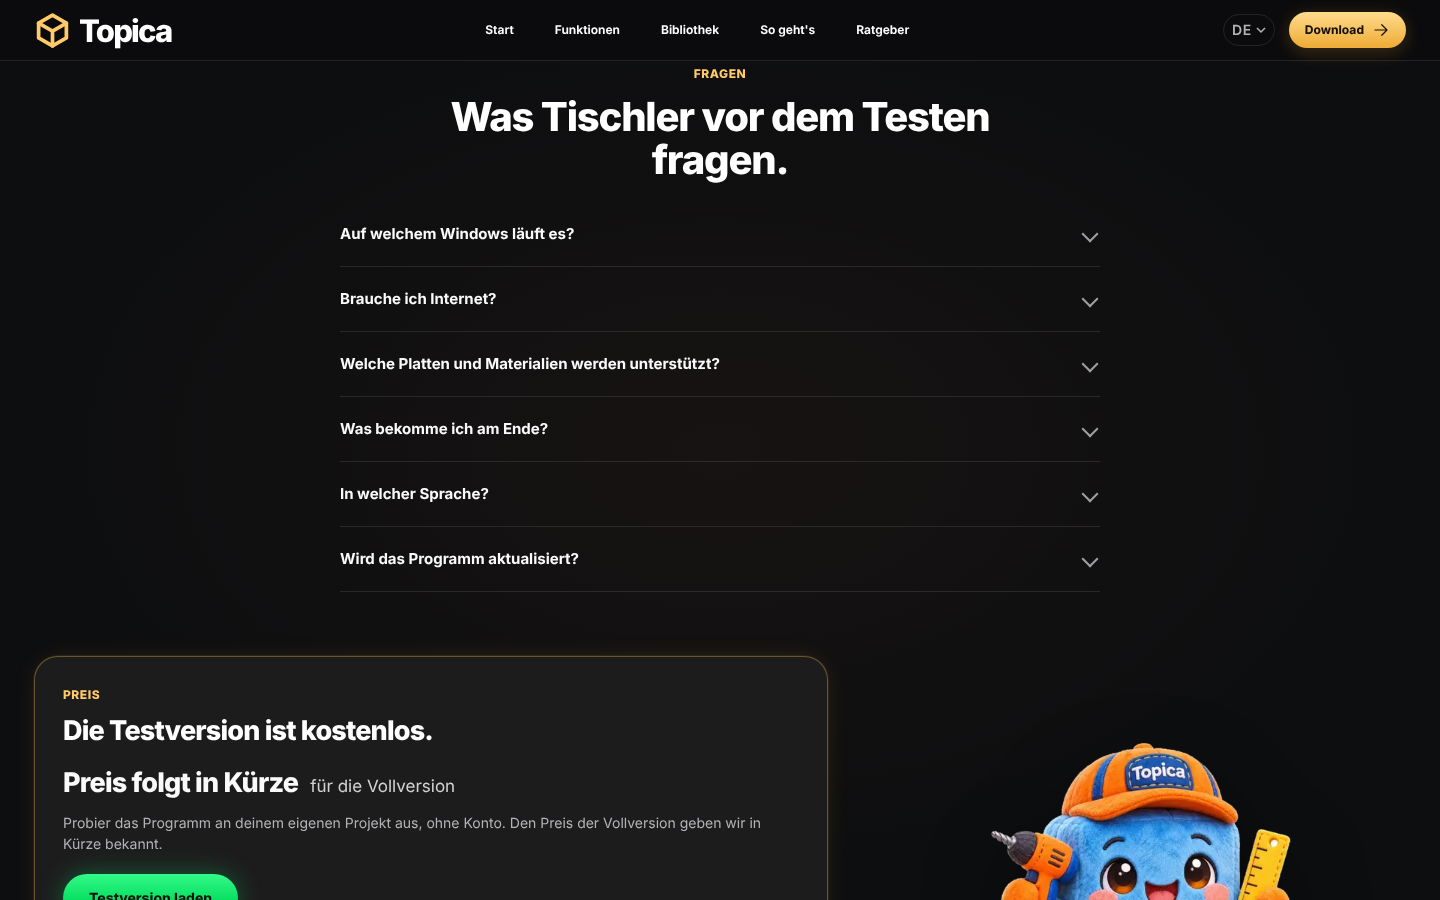 Topica
Start
Funktionen
Bibliothek
So geht's
Ratgeber
DE
Download
FRAGEN
Was Tischler vor dem Testen
fragen.
Auf welchem Windows läuft es?
Brauche ich Internet?
Welche Platten und Materialien werden unterstützt?
Was bekomme ich am Ende?
In welcher Sprache?
Wird das Programm aktualisiert?
PREIS
Die Testversion ist kostenlos.
Preis folgt in Kürze für die Vollversion
Probier das Programm an deinem eigenen Projekt aus, ohne Konto. Den Preis der Vollversion geben wir in
Kürze bekannt.
Testversion laden
Topica